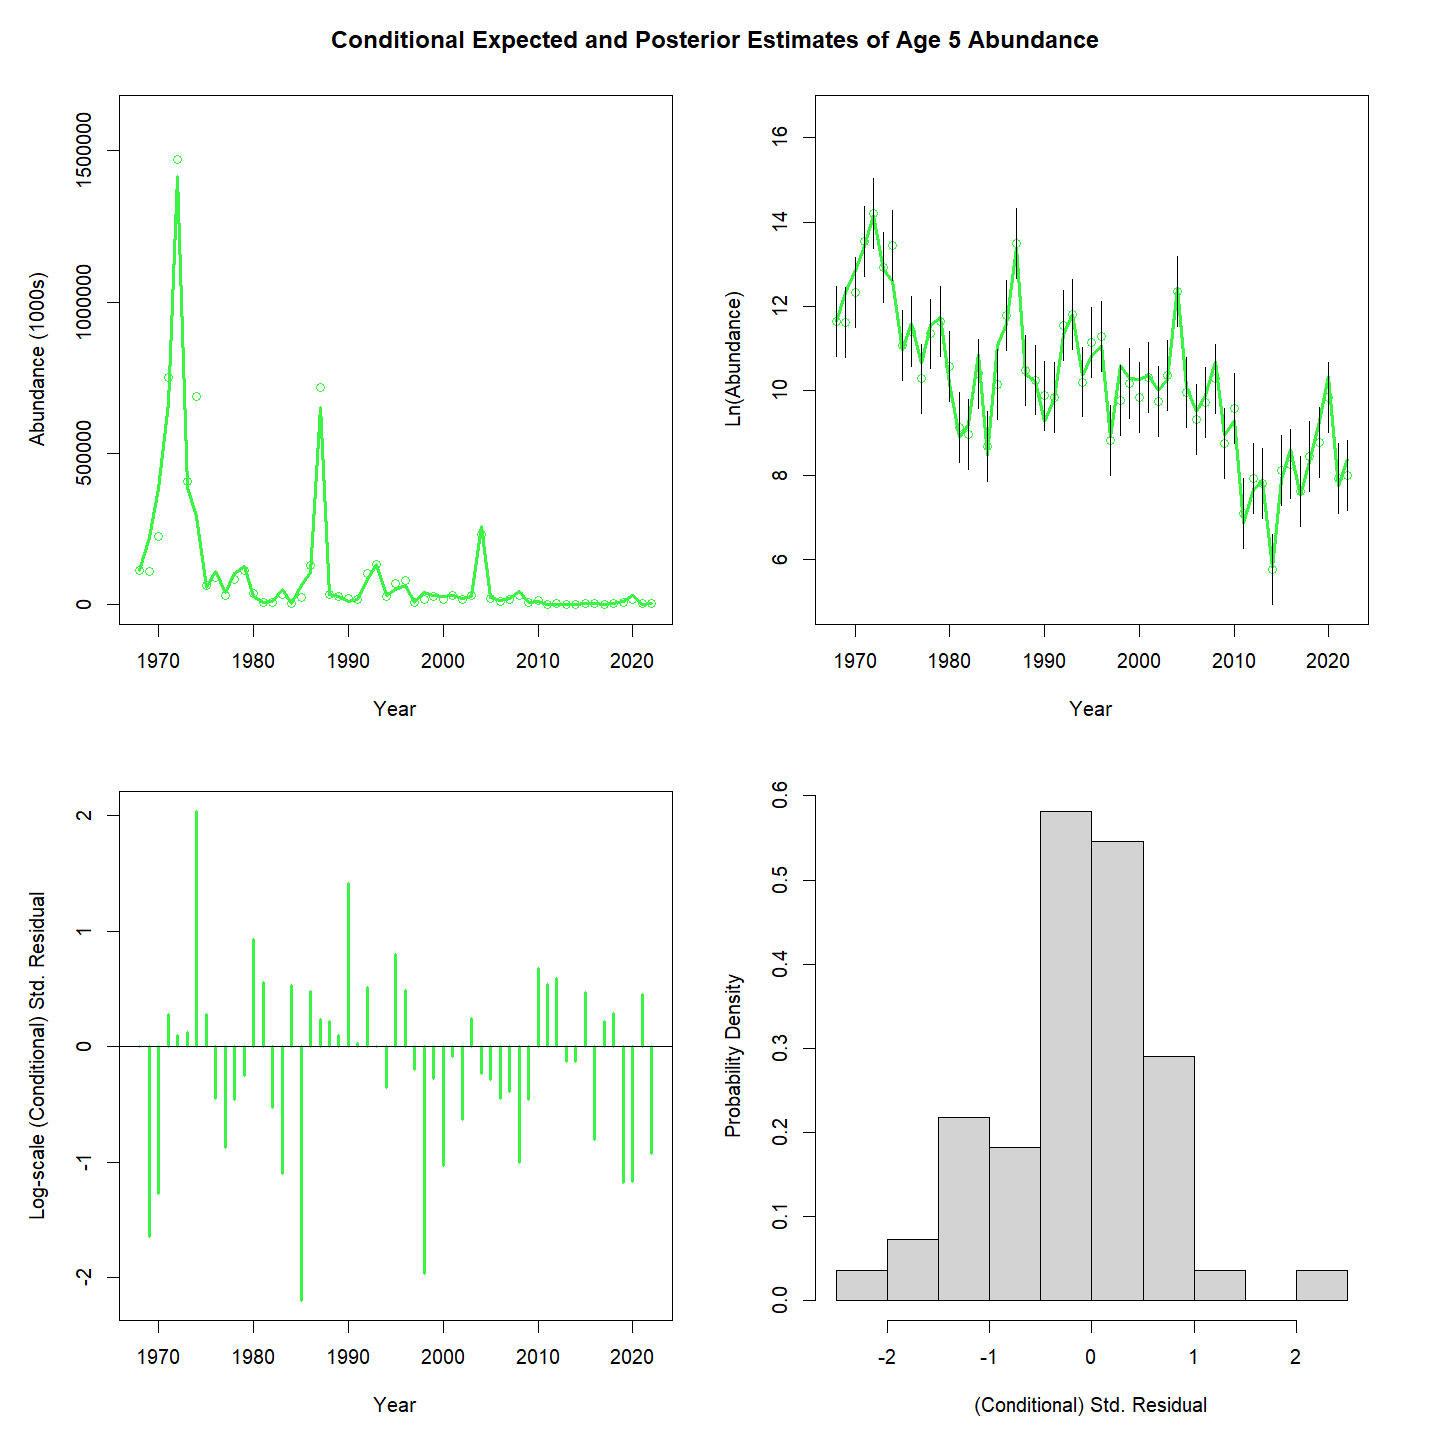 Conditional Expected and Posterior Estimates of Age 5 Abundance
Abundance (1000s)
0
500000
1000000
1500000
1970 1980 1990 2000 2010 2020
Year
Ln(Abundance)
6
8
10
12
14
16
1970 1980 1990 2000 2010 2020
Year
Log-scale (Conditional) Std. Residual
-2
-1
0
1
2
1970 1980 1990 2000 2010 2020
Year
Probability Density
0.0
0.1
0.2
0.3
0.4
0.5
0.6
-2 -1 0 1 2
(Conditional) Std. Residual